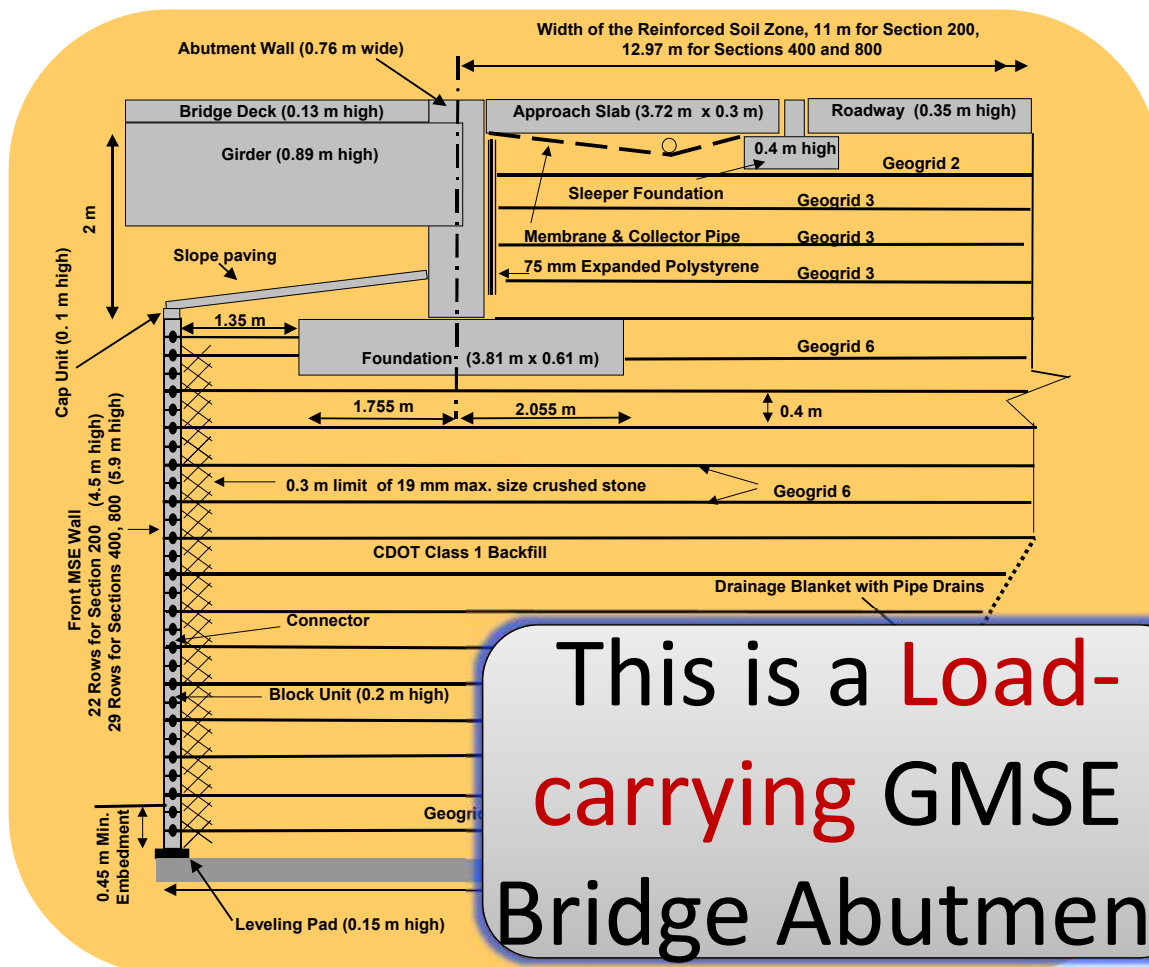 Width of the Reinforced Soil Zone, 11 m for Section 200,
12.97 m for Sections 400 and 800
Abutment Wall (0.76 m wide)
Bridge Deck (0.13 m high)
Approach Slab (3.72 m x 0.3 m)
Roadway (0.35 m high)
Girder (0.89 m high)
0.4 m high
Geogrid 2
Sleeper Foundation
Geogrid 3
2 m
Membrane & Collector Pipe
Geogrid 3
Slope paving
75 mm Expanded Polystyrene
Geogrid 3
Cap Unit (0. 1 m high)
1.35 m
Foundation (3.81 m x 0.61 m)
Geogrid 6
1.755 m
2.055 m
0.4 m
0.3 m limit of 19 mm max. size crushed stone
Geogrid 6
Front MSE Wall
22 Rows for Section 200 (4.5 m high)
29 Rows for Sections 400, 800 (5.9 m high)
CDOT Class 1 Backfill
Drainage Blanket with Pipe Drains
Connector
Block Unit (0.2 m high)
Geogrid
0.45 m Min.
Embedment
Leveling Pad (0.15 m high)
This is a Load-
carrying GMSE
Bridge Abutmen